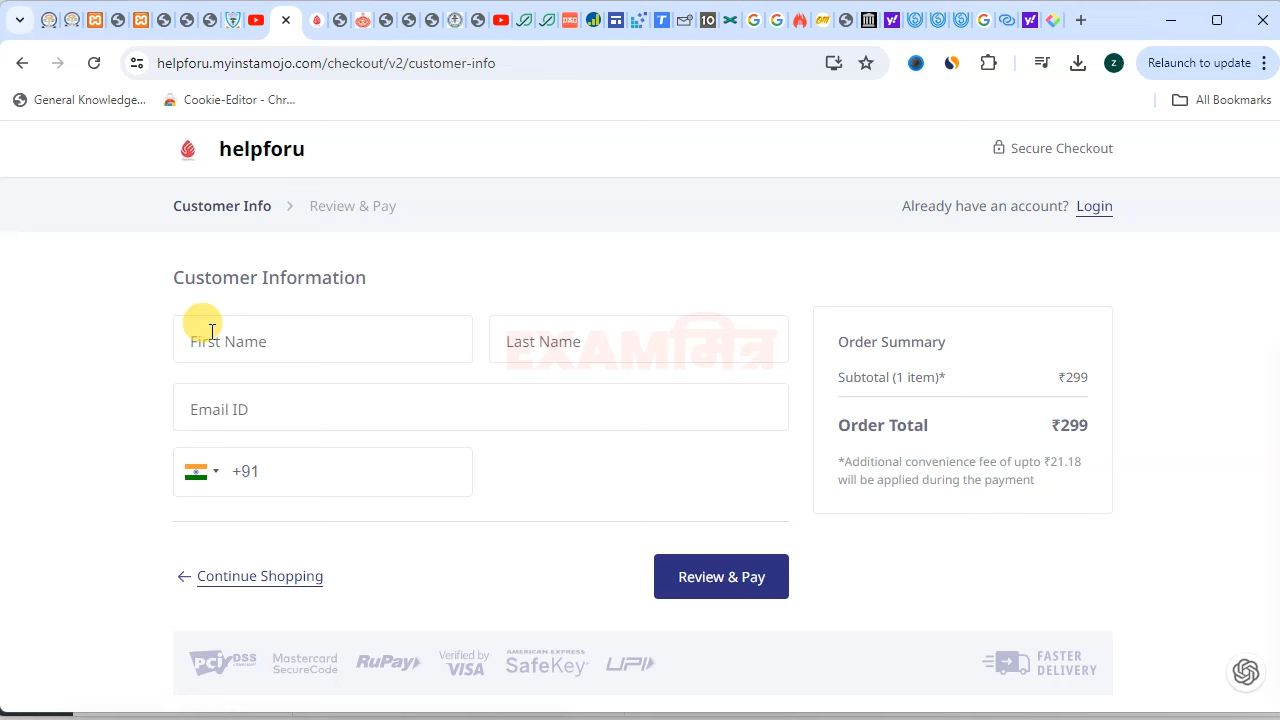 helpforu.myinstamojo.com/checkout/v2/customer-info
Relaunch to update
General Knowledge...
Cookie-Editor - Chr...
All Bookmarks
helpforu
Secure Checkout
Customer Info
Review & Pay
Already have an account? Login
Customer Information
First Name
Last Name
EXAMमित्र
Email ID
+91
Order Summary
Subtotal (1 item)*
₹299
Order Total
₹299
*Additional convenience fee of upto ₹21.18
will be applied during the payment
Continue Shopping
Review & Pay
PCI DSS COMPLIANT
Mastercard
SecureCode
RuPay
Verified by
VISA
AMERICAN EXPRESS
SafeKey
UPI
FASTER
DELIVERY